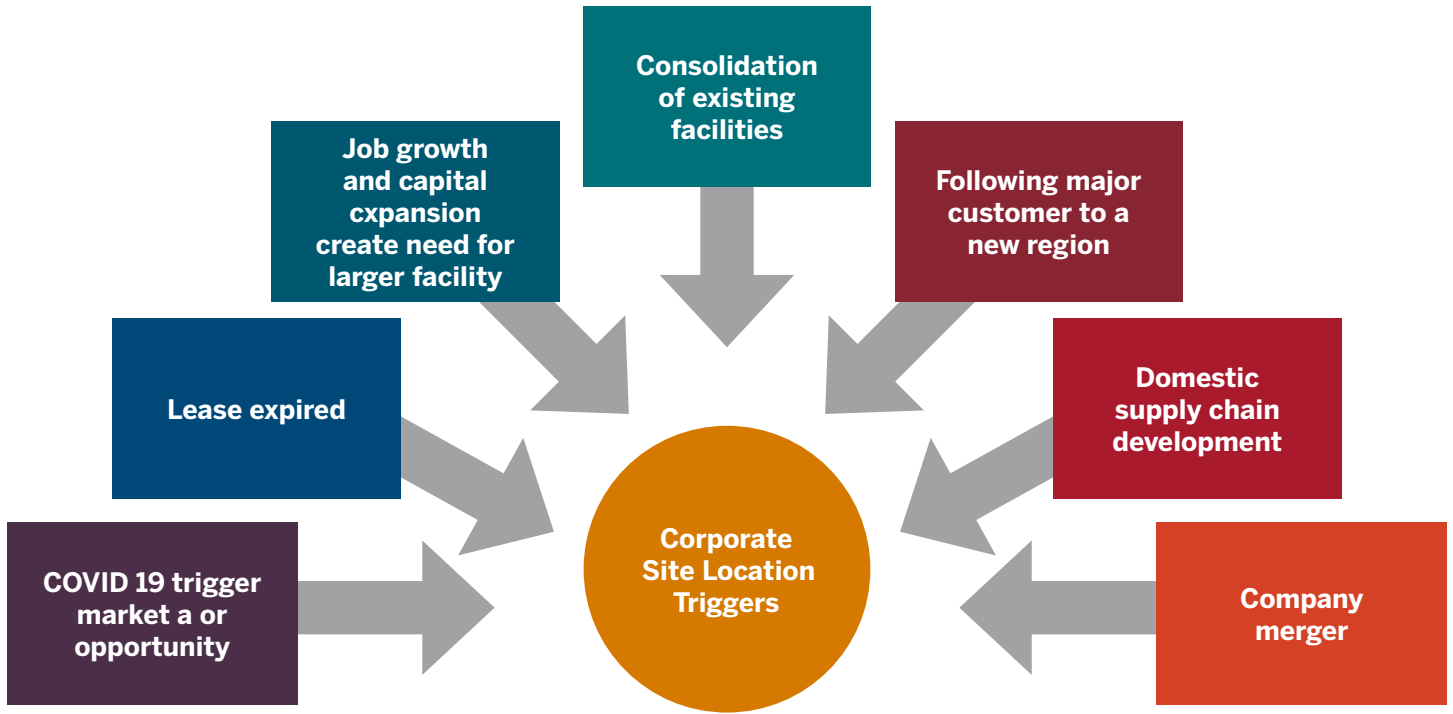 Consolidation
of existing
facilities
Job growth
and capital
cxpansion
create need for
larger facility
Following major
customer to a
new region
Lease expired
Domestic
supply chain
development
COVID 19 trigger
market a or
opportunity
Corporate
Site Location
Triggers
Company
merger